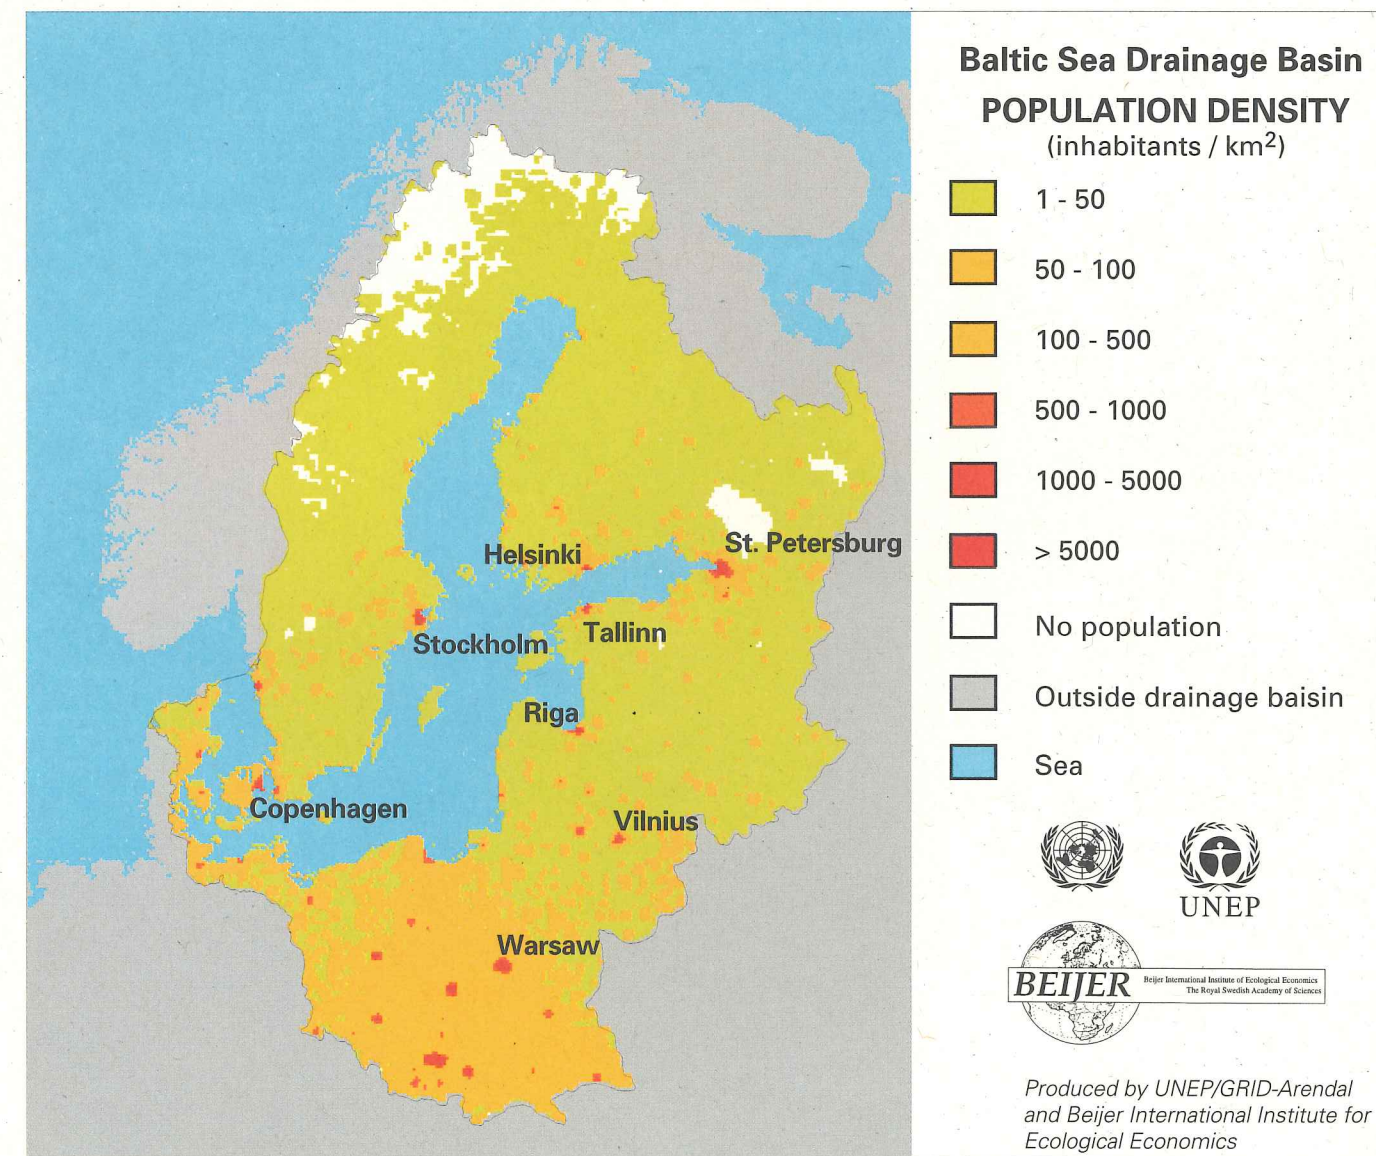 Baltic Sea Drainage Basin
POPULATION DENSITY
(inhabitants / km²)
1 - 50
50 - 100
100 - 500
500 - 1000
1000 - 5000
> 5000
No population
Outside drainage baisin
Sea
Helsinki
St. Petersburg
Stockholm
Tallinn
Riga
Copenhagen
Vilnius
Warsaw
UNEP
BEIJER
Beijer International Institute of Ecological Economics
The Royal Swedish Academy of Sciences
Produced by UNEP/GRID-Arendal
and Beijer International Institute for
Ecological Economics